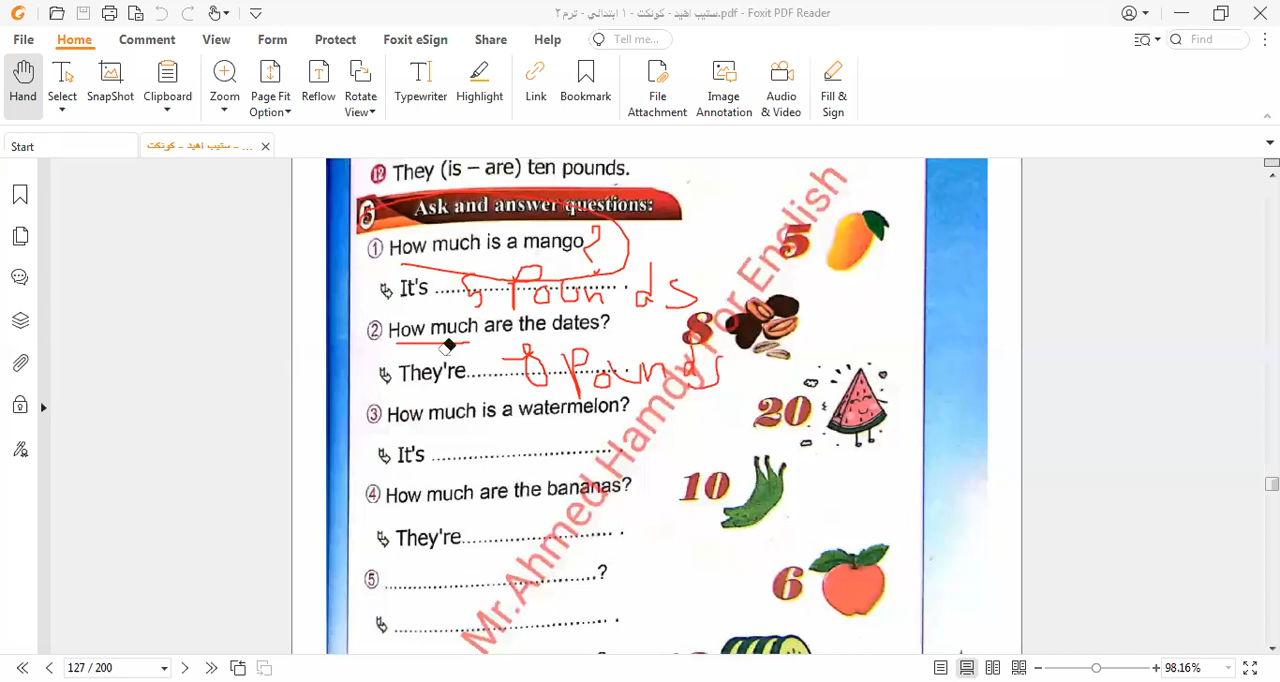 ستيب اهيد - كونكت - ١ ابتدائي - ترم ٢.pdf - Foxit PDF Reader
File Home Comment View Form Protect Foxit eSign Share Help Tell me... Find
Hand Select SnapShot Clipboard Zoom Page Fit Option Reflow Rotate View Typewriter Highlight Link Bookmark File Attachment Image Annotation Audio & Video Fill & Sign
Start
ستيب اهيد - كونكت - ...
12 They (is – are) ten pounds.
6 Ask and answer questions:
1 How much is a mango?
5
It's 5 Pounds
2 How much are the dates?
8
They're 8 Pounds
3 How much is a watermelon?
20
It's
4 How much are the bananas?
10
They're
5 ?
6
Mr.Ahmed Hamdy For English
127 / 200
98.16%